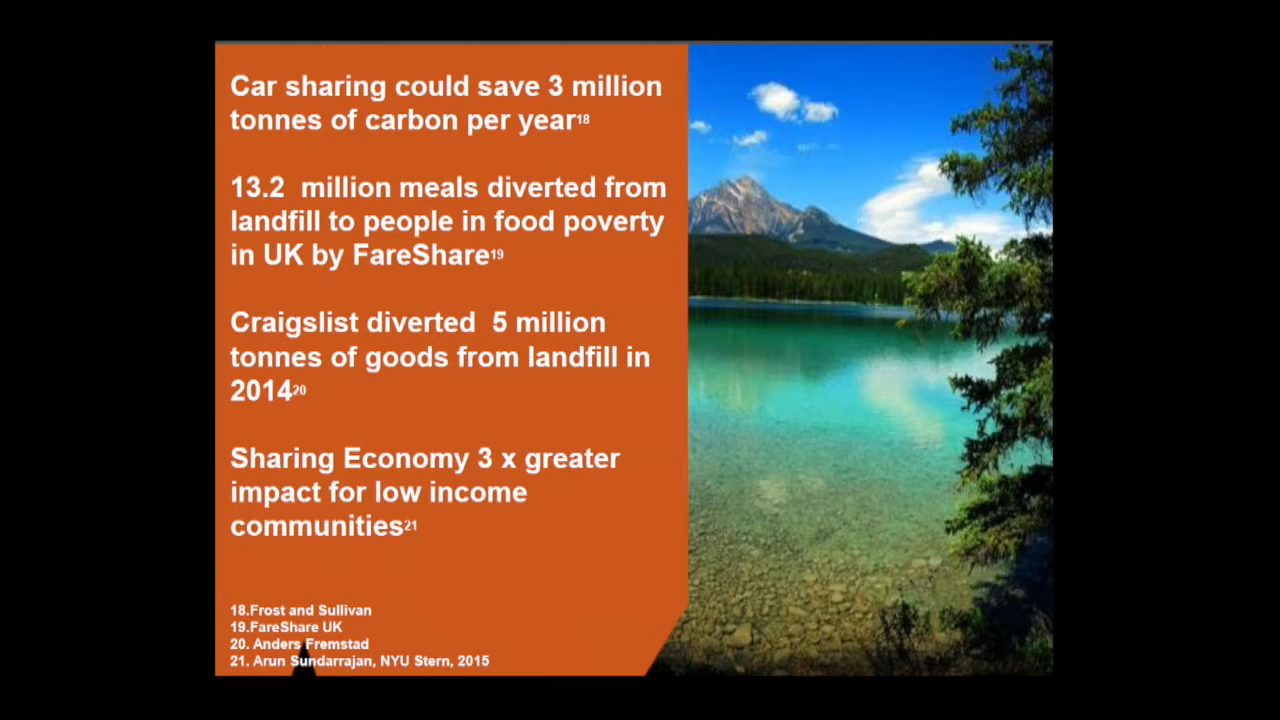 Car sharing could save 3 million
tonnes of carbon per year18
13.2 million meals diverted from
landfill to people in food poverty
in UK by FareShare19
Craigslist diverted 5 million
tonnes of goods from landfill in
201420
Sharing Economy 3 x greater
impact for low income
communities21
18.Frost and Sullivan
19.FareShare UK
20. Anders Fremstad
21. Arun Sundarrajan, NYU Stern, 2015